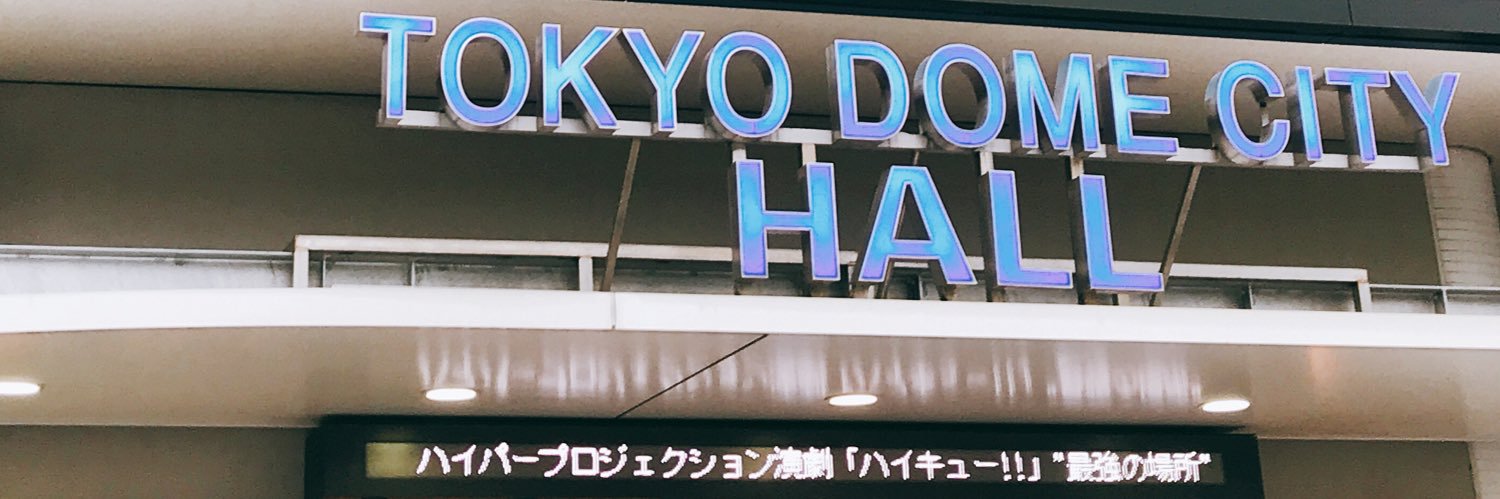 TOKYO DOME CITY
HALL
ハイパープロジェクション演劇「ハイキュー!!」"最強の場所"